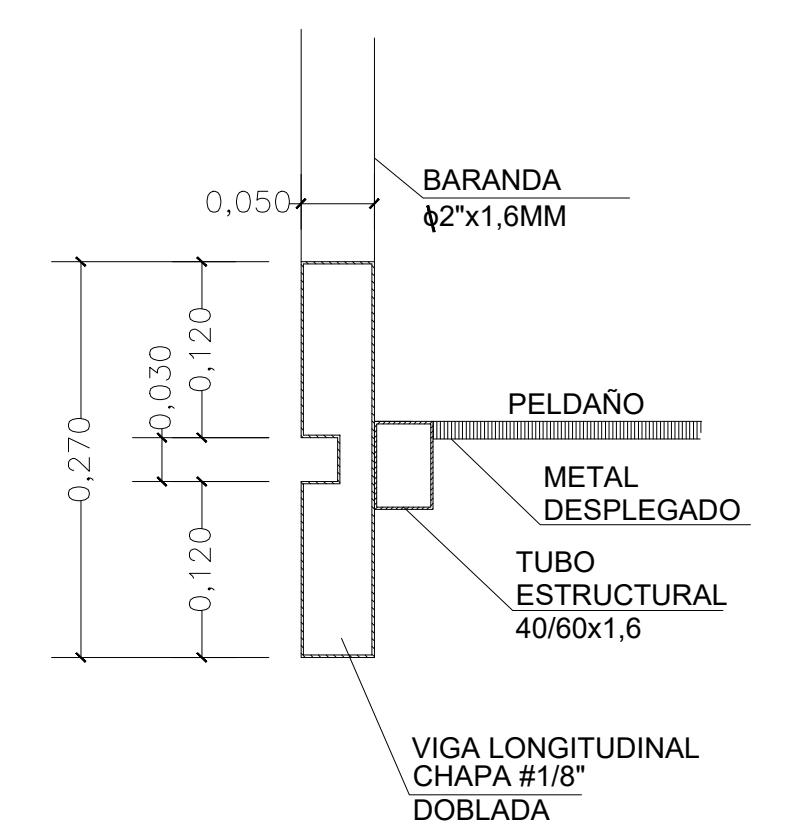 0,050
BARANDA
ϕ2"x1,6MM
0,120
0,030
0,270
0,120
PELDAÑO
METAL
DESPLEGADO
TUBO
ESTRUCTURAL
40/60x1,6
VIGA LONGITUDINAL
CHAPA #1/8"
DOBLADA